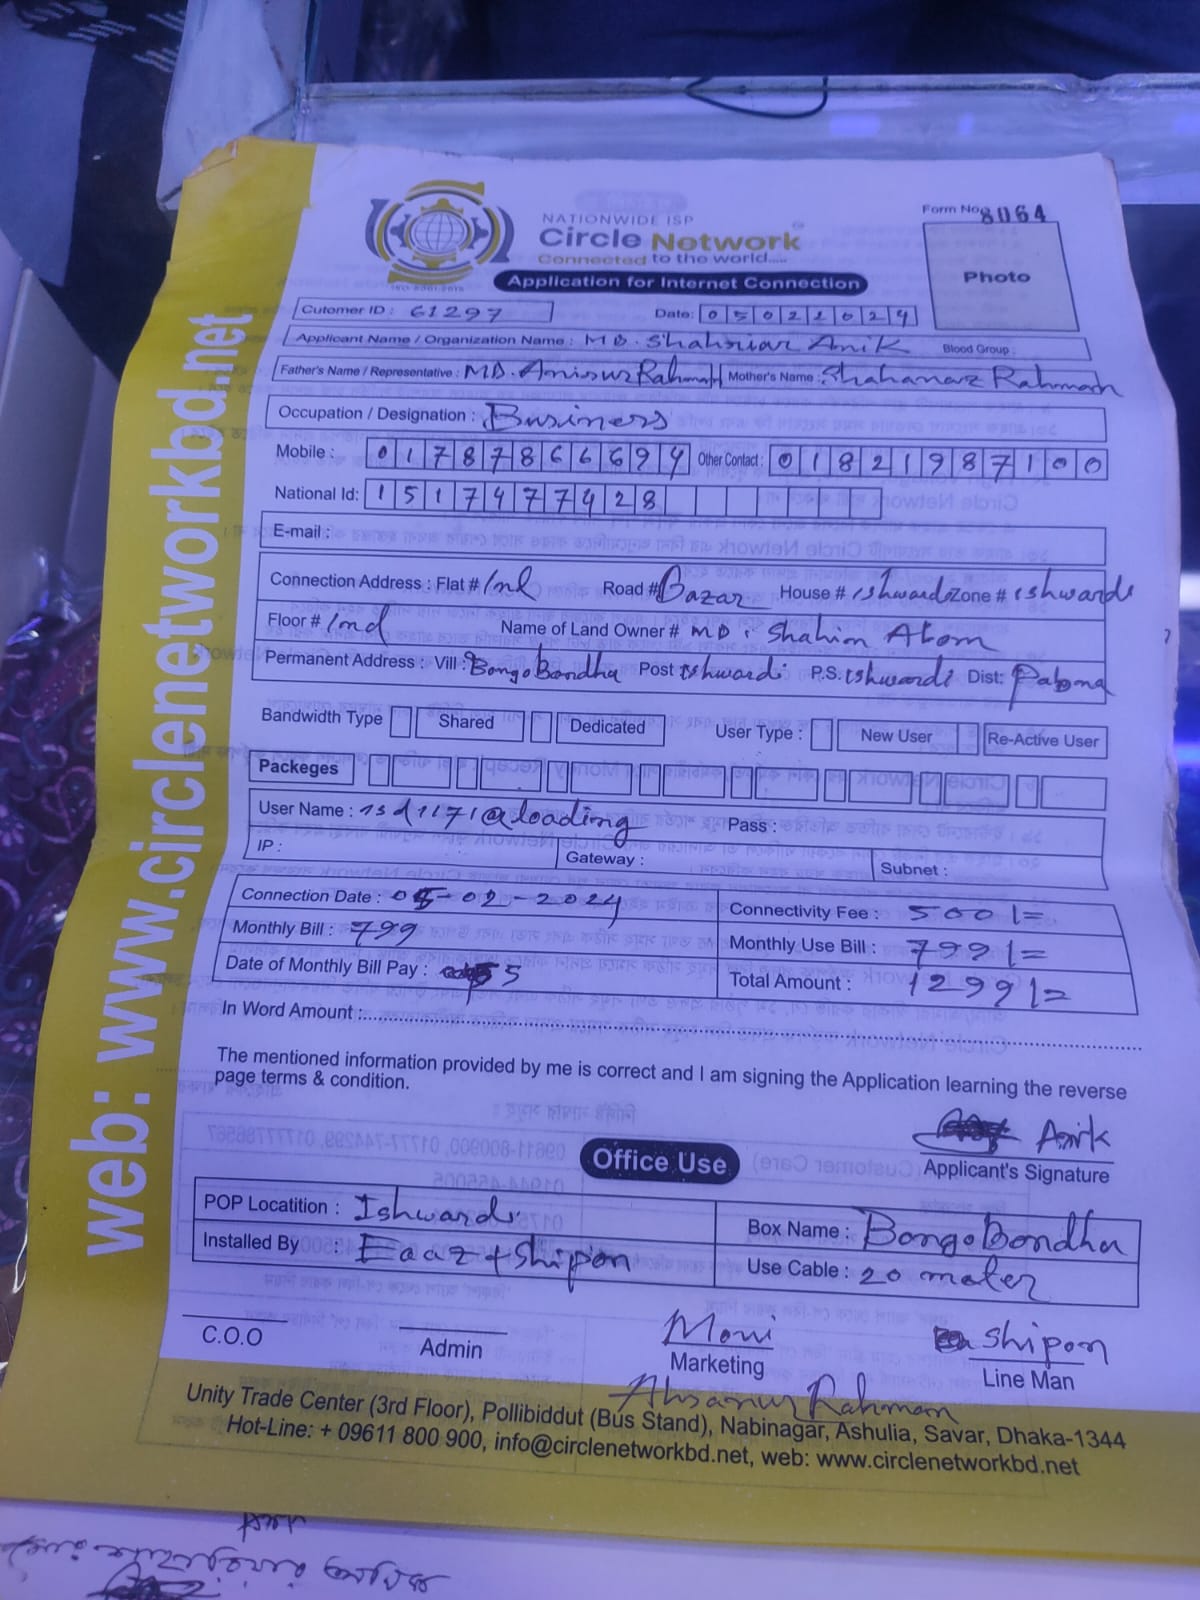 NATIONWIDE ISP
Circle Network
Connected to the world.....
Form No. 8064
Photo
Application for Internet Connection
Cutomer ID : 61297 Date: 05022024
Applicant Name / Organization Name : MD. Shahriar Anik Blood Group :
Father's Name / Representative : MD. Anisur Rahman Mother's Name : Shahanaz Rahman
Occupation / Designation : Business
Mobile : 01787866694 Other Contact : 01821987100
National Id: 1517477428
E-mail :
Connection Address : Flat # 1nd Road # Bazar House # ishwardi Zone # ishwardi
Floor # 1nd Name of Land Owner # MD. Shahin Alom
Permanent Address : Vill : BongoBondha Post ishwardi P.S. ishwardi Dist: Pabna
Bandwidth Type Shared Dedicated User Type : New User Re-Active User
Packeges
User Name : isd1171@loading Pass :
IP : Gateway : Subnet :
Connection Date : 05-02-2024 Connectivity Fee : 500/=
Monthly Bill : 799 Monthly Use Bill : 799/=
Date of Monthly Bill Pay : 5 Total Amount : 1299/=
In Word Amount :
The mentioned information provided by me is correct and I am signing the Application learning the reverse
page terms & condition.
Anik
Applicant's Signature
Office Use
POP Locatition : Ishwardi Box Name : BongoBondhu
Installed By : Eaaz + Shipon Use Cable : 20 mater
C.O.O Admin Moni Marketing Shipon Line Man
Ahsanur Rahman
Unity Trade Center (3rd Floor), Pollibiddut (Bus Stand), Nabinagar, Ashulia, Savar, Dhaka-1344
Hot-Line: + 09611 800 900, info@circlenetworkbd.net, web: www.circlenetworkbd.net
web: www.circlenetworkbd.net